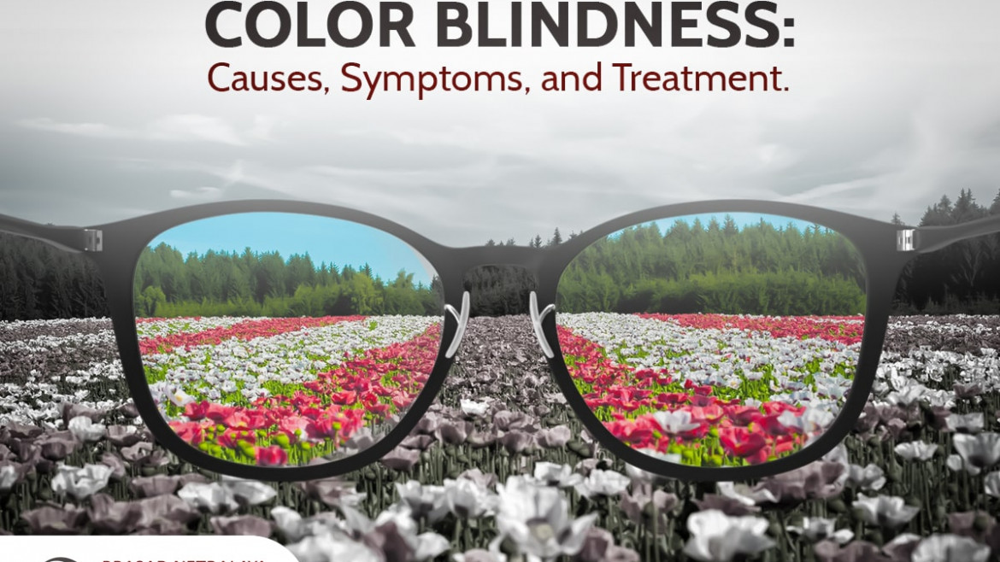 COLOR BLINDNESS:
Causes, Symptoms, and Treatment.